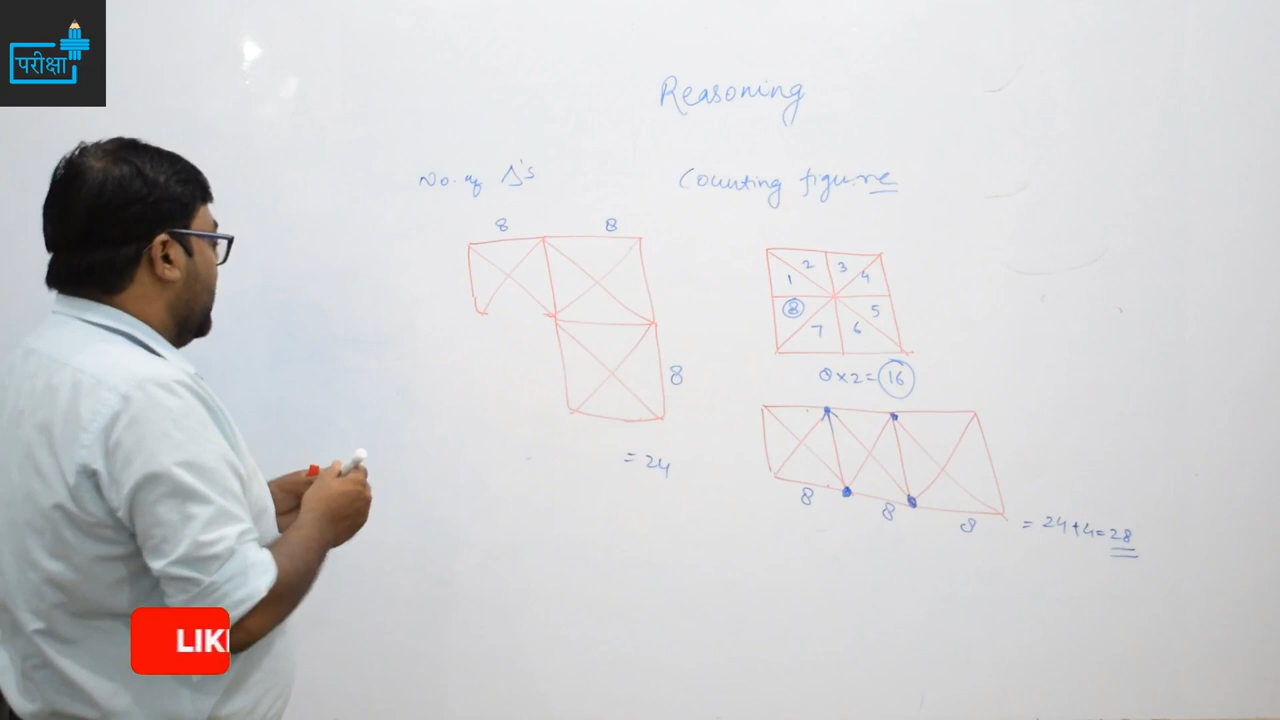 परीक्षा
Reasoning
No. of Δ's
Counting figure
8 8
8
= 24
1 2 3 4
8 7 6 5
8×2=16
8 8 8
= 24+4=28
LIK